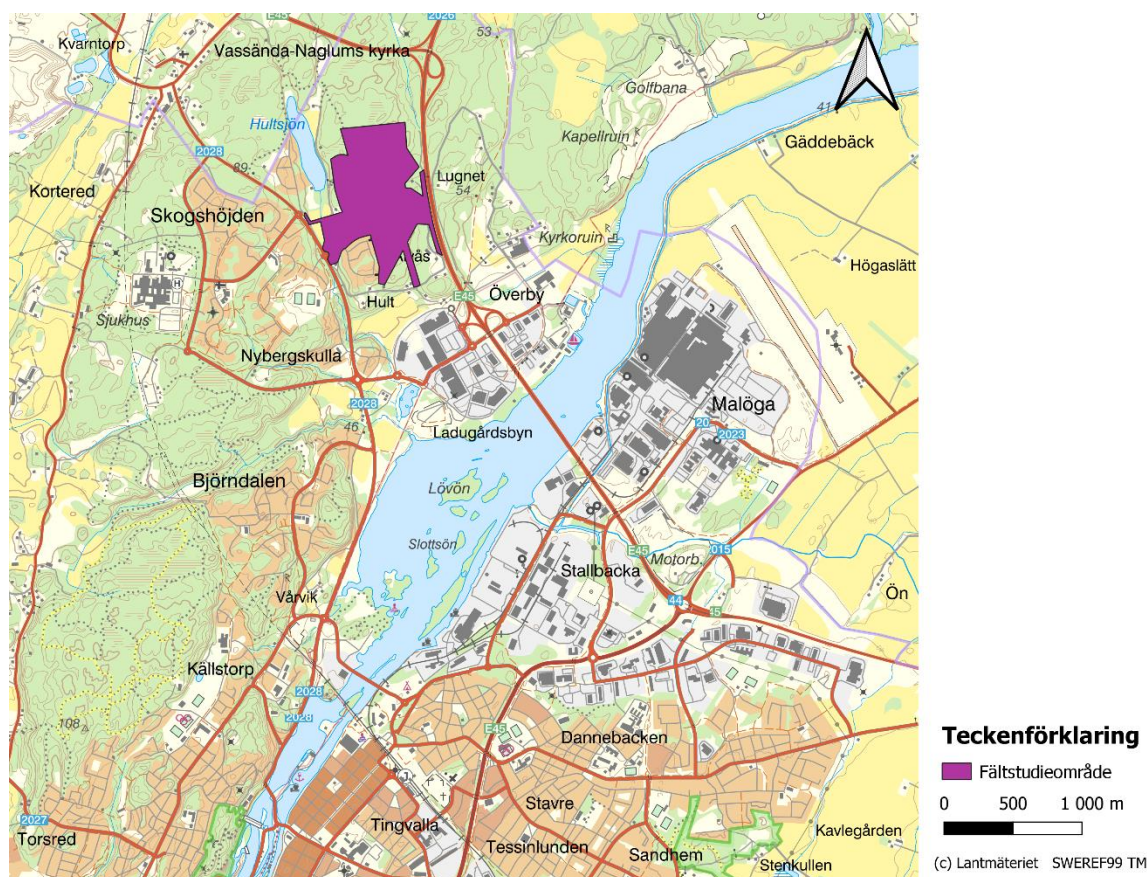 E45
2026
Kvarntorp
Vassända-Naglums kyrka
53
Golfbana
41
Hultsjön
Kapellruin
Gäddebäck
2028
89
Lugnet
Kortered
54
Skogshöjden
Kyrkoruin
Högaslätt
H
Sjukhus
Hult
E45
Överby
Nybergskulla
2028
Malöga
46
Ladugårdsbyn
20
2023
Björndalen
Lövön
Slottsön
E45
Motorb.
2015
Stallbacka
Ön
Vårvik
44
45
Källstorp
2028
2028
108
E45
Dannebacken
Teckenförklaring
Fältstudieområde
Stavre
0 500 1 000 m
2027
Torsred
Tingvalla
Kavlegården
Tessinlunden
Sandhem
Stenkullen
(c) Lantmäteriet SWEREF99 TM